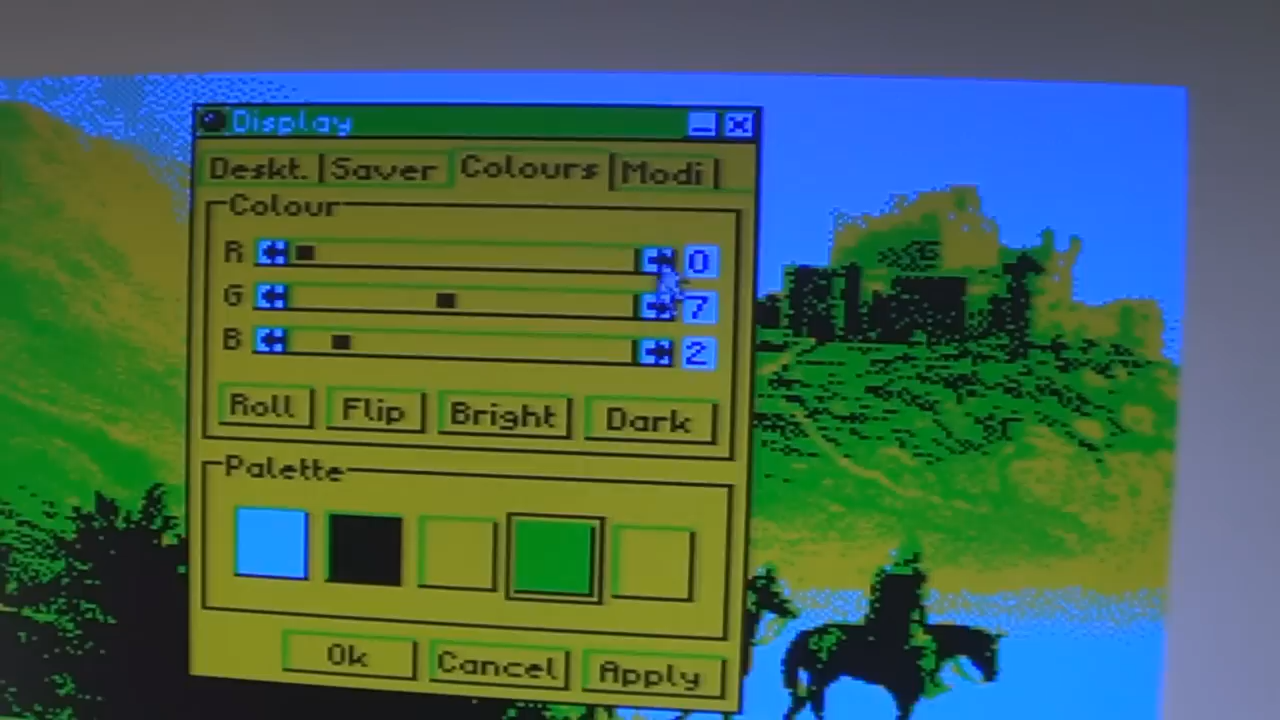 Display
Deskt. Saver Colours Modi
Colour
R 0
G 7
B 2
Roll Flip Bright Dark
Palette
Ok Cancel Apply